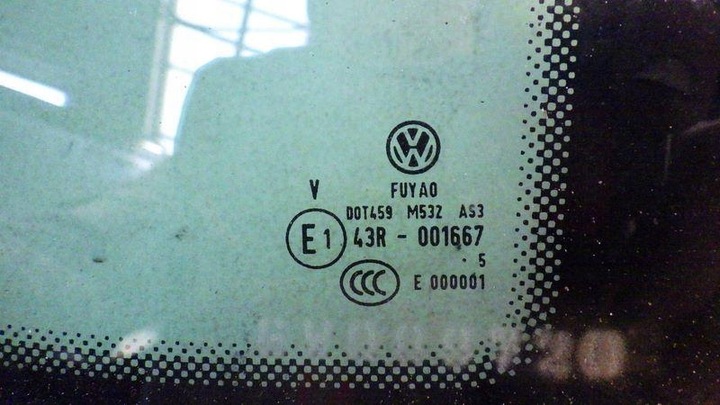 FUYAO
V
DOT459 M532 AS3
E1 43R - 001667
. 5
CCC E 000001